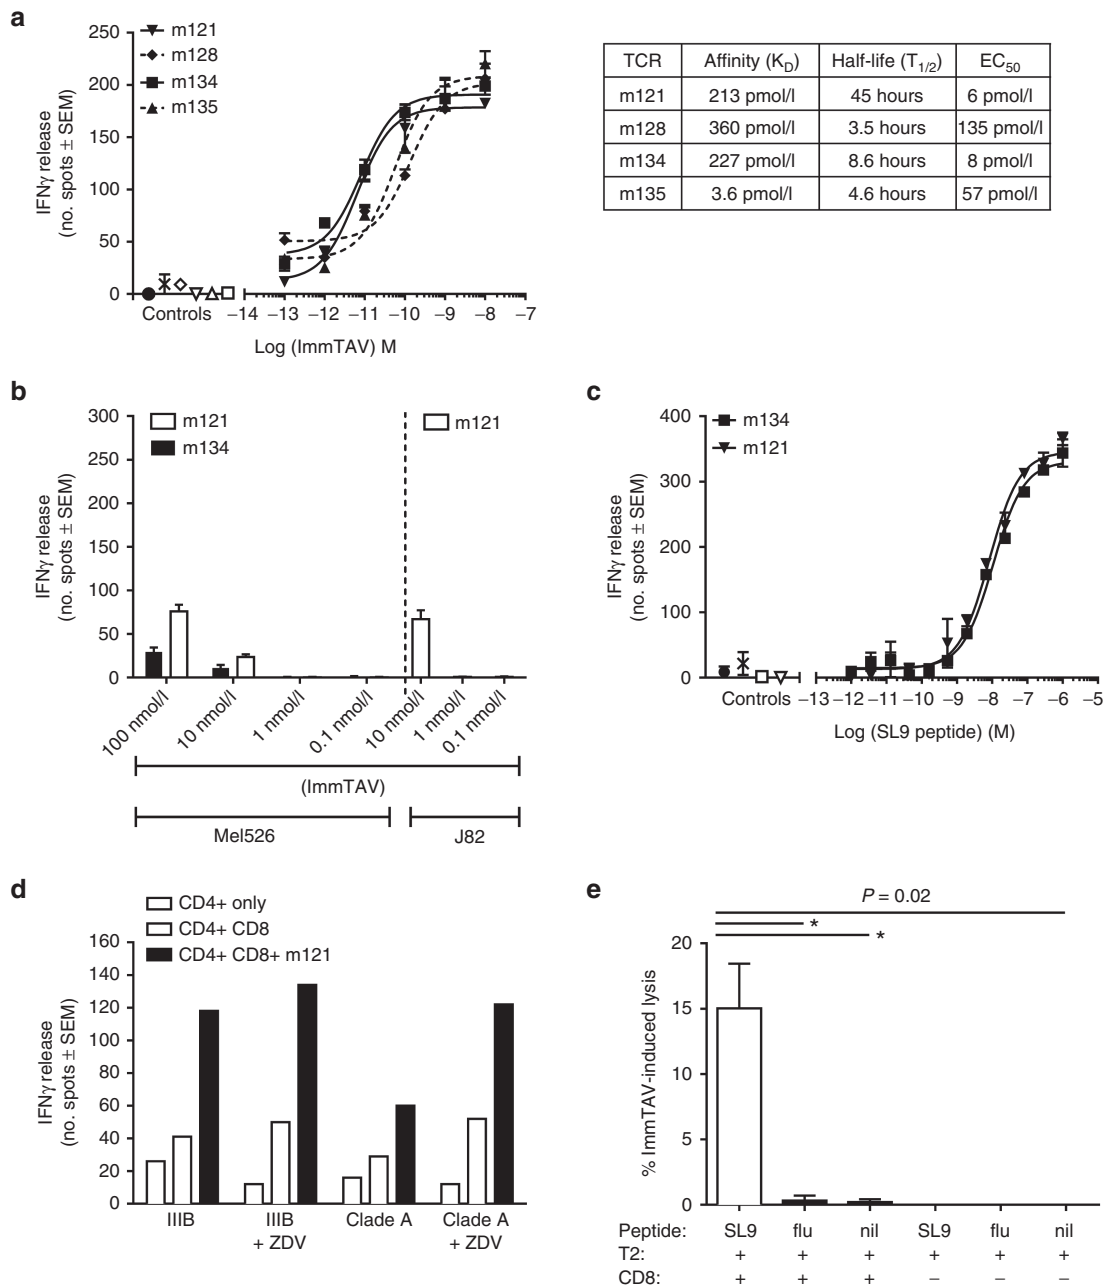 a
250
200
150
100
50
0
IFNγ release
(no. spots ± SEM)
m121
m128
m134
m135
Controls
−14 −13 −12 −11 −10 −9 −8 −7
Log (ImmTAV) M
TCR Affinity (K_D) Half-life (T_1/2) EC_50
m121 213 pmol/l 45 hours 6 pmol/l
m128 360 pmol/l 3.5 hours 135 pmol/l
m134 227 pmol/l 8.6 hours 8 pmol/l
m135 3.6 pmol/l 4.6 hours 57 pmol/l
b
300
250
200
150
100
50
0
IFNγ release
(no. spots ± SEM)
m121
m134
m121
100 nmol/l 10 nmol/l 1 nmol/l 0.1 nmol/l 10 nmol/l 1 nmol/l 0.1 nmol/l
(ImmTAV)
Mel526 J82
c
400
300
200
100
0
IFNγ release
(no. spots ± SEM)
m134
m121
Controls
−13 −12 −11 −10 −9 −8 −7 −6 −5
Log (SL9 peptide) (M)
d
160
140
120
100
80
60
40
20
0
IFNγ release
(no. spots ± SEM)
CD4+ only
CD4+ CD8
CD4+ CD8+ m121
IIIB IIIB + ZDV Clade A Clade A + ZDV
e
P = 0.02
*
*
20
15
10
5
0
% ImmTAV-induced lysis
Peptide: SL9 flu nil SL9 flu nil
T2: + + + + + +
CD8: + + + − − −